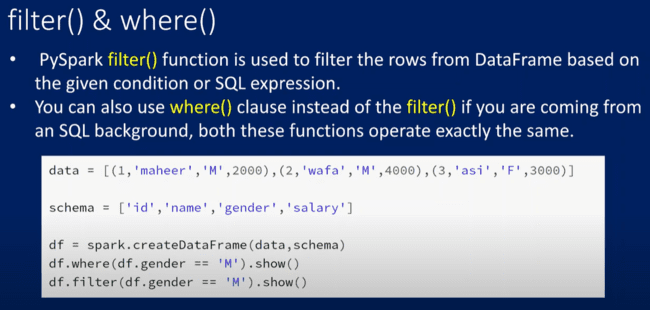 filter() & where()
• PySpark filter() function is used to filter the rows from DataFrame based on
the given condition or SQL expression.
• You can also use where() clause instead of the filter() if you are coming from
an SQL background, both these functions operate exactly the same.
data = [(1,'maheer','M',2000),(2,'wafa','M',4000),(3,'asi','F',3000)]
schema = ['id','name','gender','salary']
df = spark.createDataFrame(data,schema)
df.where(df.gender == 'M').show()
df.filter(df.gender == 'M').show()